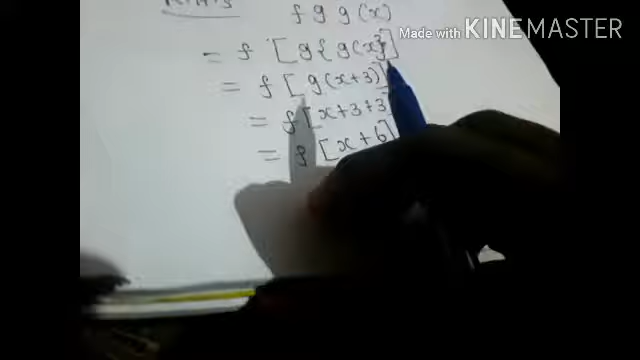 f g g (x)
Made with KINEMASTER
= f [g { g (x)}]
= f [g (x+3)]
= f [x+3+3]
= f [x+6]